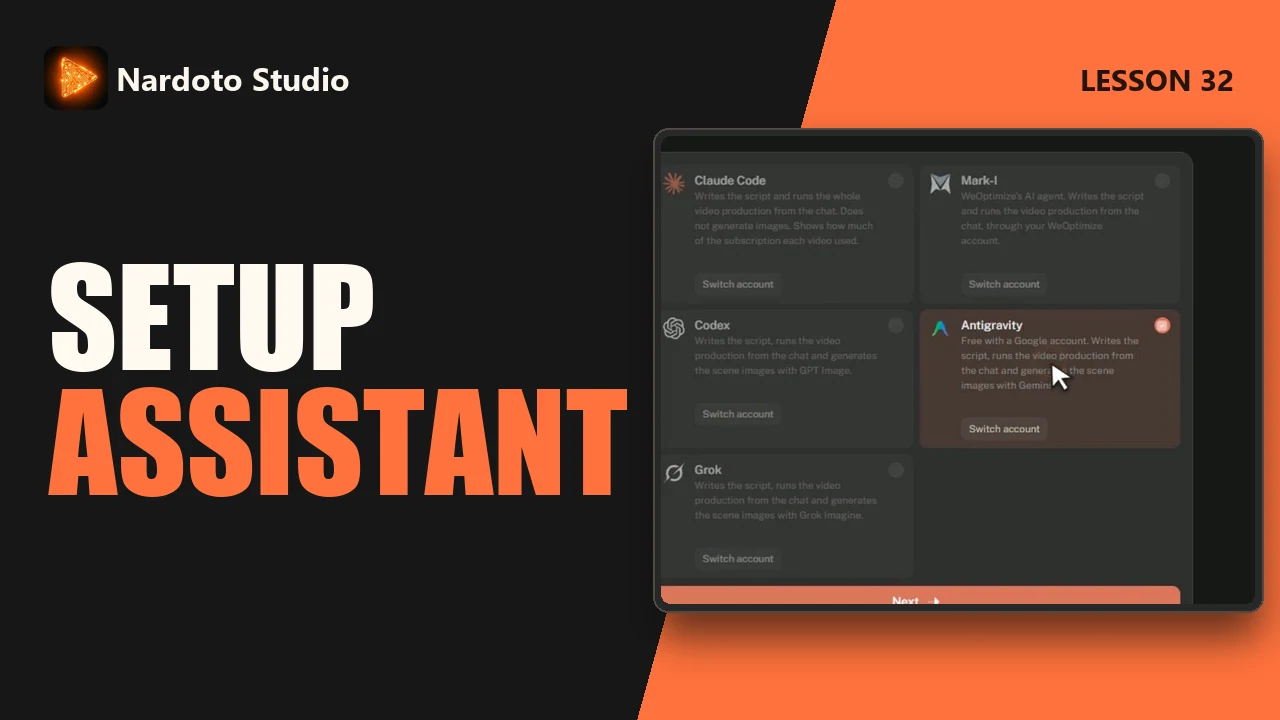 Nardoto Studio
LESSON 32
SETUP
ASSISTANT
Claude Code
Writes the script and runs the whole
video production from the chat. Does
not generate images. Shows how much
of the subscription each video used.
Switch account
Mark-I
WeOptimize's AI agent. Writes the script
and runs the video production from the
chat, through your WeOptimize
account.
Switch account
Codex
Writes the script, runs the video
production from the chat and generates
the scene images with GPT Image.
Switch account
Antigravity
Free with a Google account. Writes the
script, runs the video production from
the chat and the scene
images with
Switch account
Grok
Writes the script, runs the video
production from the chat and generates
the scene images with Grok Imagine.
Switch account
Next →